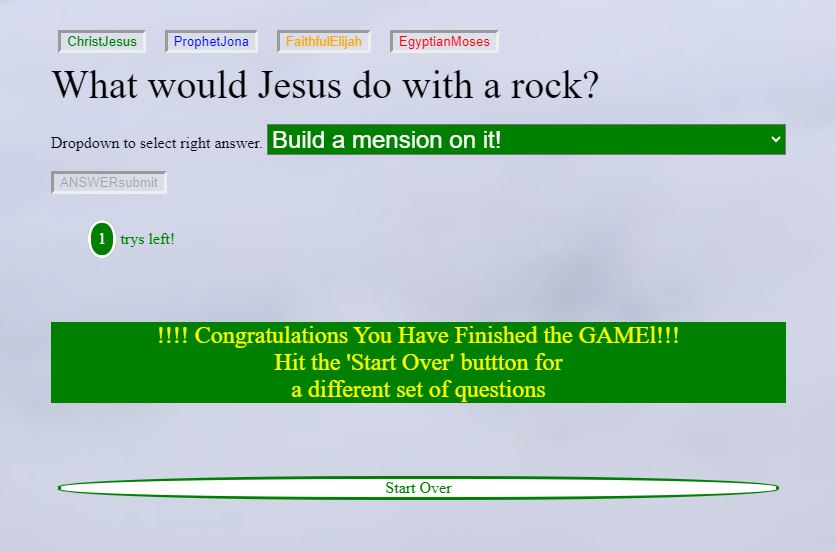 ChristJesus ProphetJona FaithfulElijah EgyptianMoses
What would Jesus do with a rock?
Dropdown to select right answer. Build a mension on it!
ANSWERsubmit
1 trys left!
!!!! Congratulations You Have Finished the GAMEl!!!
Hit the 'Start Over' buttton for
a different set of questions
Start Over